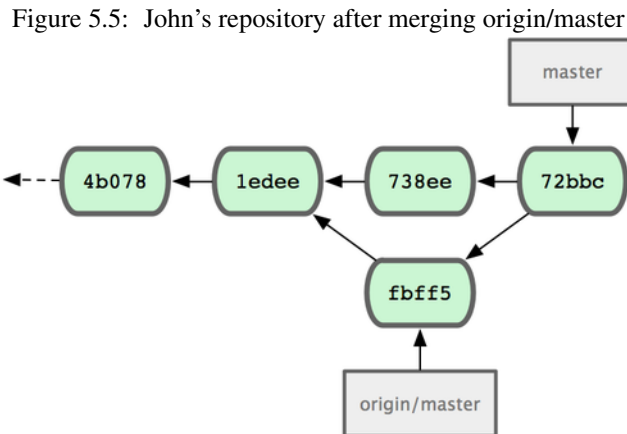 Figure 5.5: John’s repository after merging origin/master
master
4b078
1edee
738ee
72bbc
fbff5
origin/master